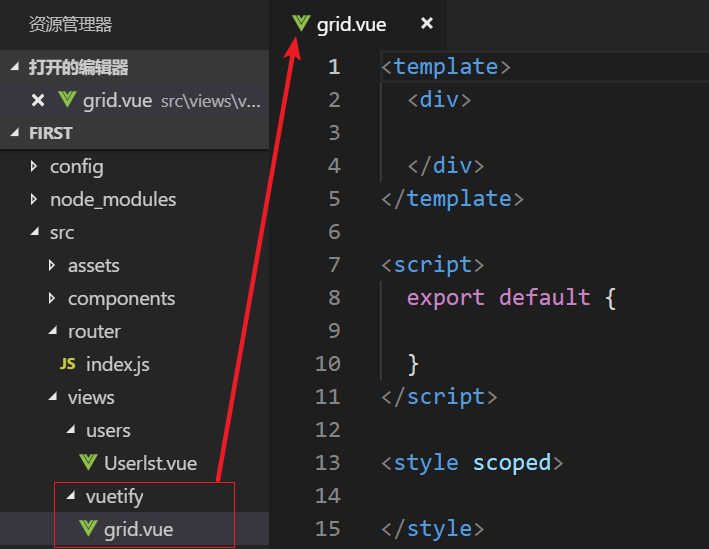 资源管理器
打开的编辑器
grid.vue src\views\v...
FIRST
config
node_modules
src
assets
components
router
JS index.js
views
users
Userlst.vue
vuetify
grid.vue
grid.vue
1 <template>
2 <div>
3
4 </div>
5 </template>
6
7 <script>
8 export default {
9
10 }
11 </script>
12
13 <style scoped>
14
15 </style>